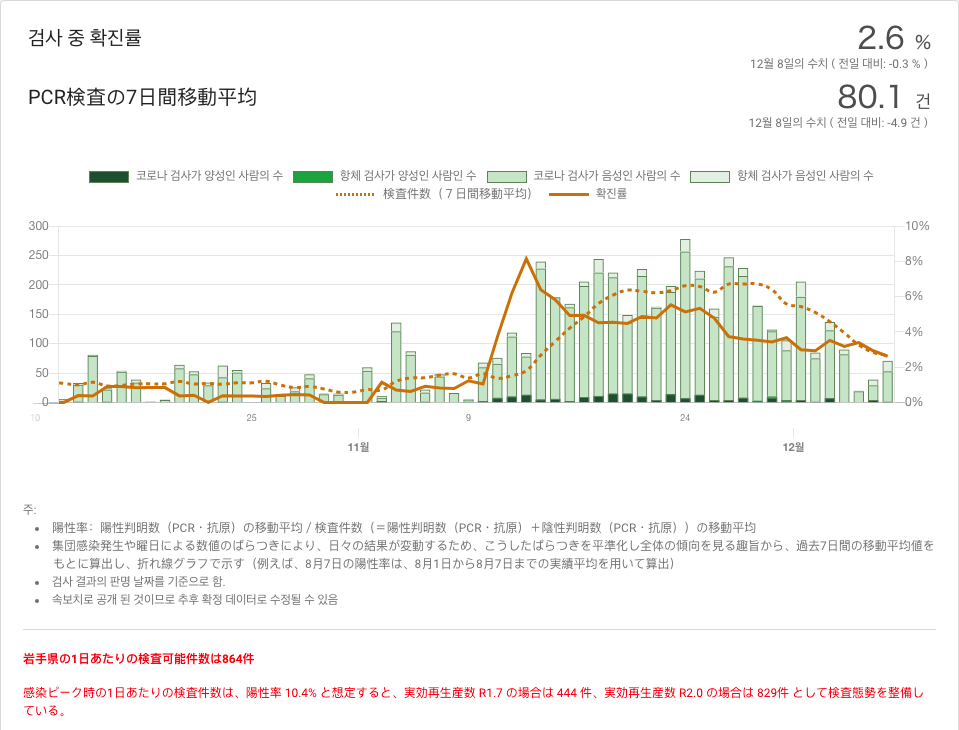 검사 중 확진률
2.6 %
12월 8일의 수치 ( 전일 대비: -0.3 % )
PCR検査の7日間移動平均
80.1 건
12월 8일의 수치 ( 전일 대비: -4.9 건 )
코로나 검사가 양성인 사람의 수 항체 검사가 양성인 사람인 수 코로나 검사가 음성인 사람의 수 항체 검사가 음성인 사람의 수
検査件数（７日間移動平均） 확진률
300 10%
250 8%
200 6%
150
100 4%
50 2%
0 0%
10 25 9 24
11월 12월
주:
陽性率：陽性判明数（PCR・抗原）の移動平均 / 検査件数（＝陽性判明数（PCR・抗原）＋陰性判明数（PCR・抗原））の移動平均
集団感染発生や曜日による数値のばらつきにより、日々の結果が変動するため、こうしたばらつきを平準化し全体の傾向を見る趣旨から、過去7日間の移動平均値を
もとに算出し、折れ線グラフで示す（例えば、8月7日の陽性率は、8月1日から8月7日までの実績平均を用いて算出）
검사 결과의 판명 날짜를 기준으로 함.
속보치로 공개 된 것이므로 추후 확정 데이터로 수정될 수 있음
岩手県の1日あたりの検査可能件数は864件
感染ピーク時の1日あたりの検査件数は、陽性率 10.4% と想定すると、実効再生産数 R1.7 の場合は 444 件、実効再生産数 R2.0 の場合は 829件 として検査態勢を整備し
ている。